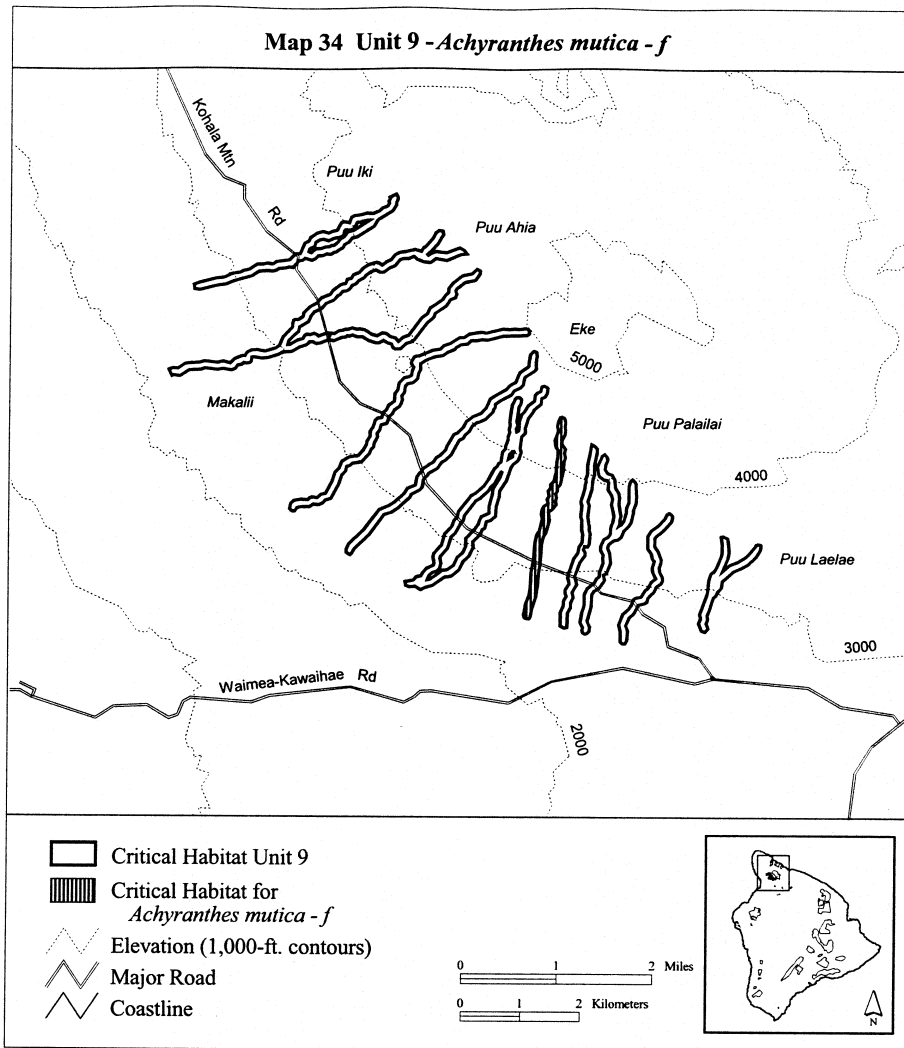 Map 34 Unit 9 - Achyranthes mutica - f
Kohala Mtn
Rd
Puu Iki
Puu Ahia
Eke
5000
Makalii
Puu Palailai
4000
Puu Laelae
3000
Waimea-Kawaihae Rd
2000
Critical Habitat Unit 9
Critical Habitat for
Achyranthes mutica - f
Elevation (1,000-ft. contours)
Major Road
Coastline
0 1 2 Miles
0 1 2 Kilometers
N